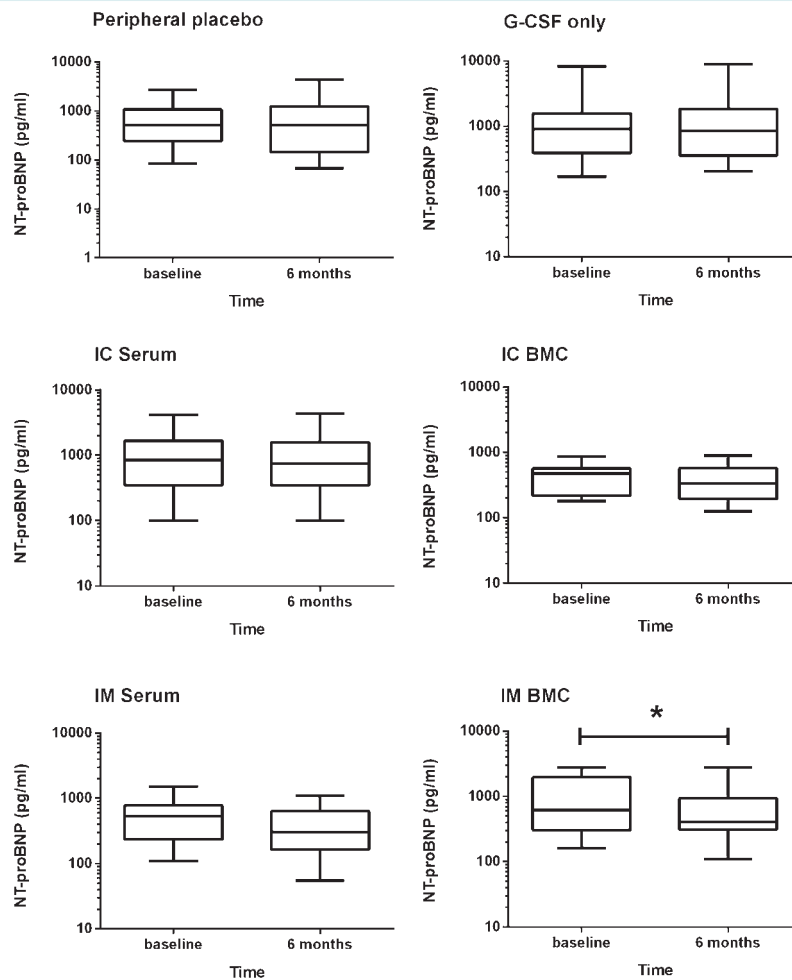 Peripheral placebo
NT-proBNP (pg/ml)
10000
1000
100
10
1
baseline
6 months
Time
G-CSF only
NT-proBNP (pg/ml)
10000
1000
100
10
baseline
6 months
Time
IC Serum
NT-proBNP (pg/ml)
10000
1000
100
10
baseline
6 months
Time
IC BMC
NT-proBNP (pg/ml)
10000
1000
100
10
baseline
6 months
Time
IM Serum
NT-proBNP (pg/ml)
10000
1000
100
10
baseline
6 months
Time
IM BMC
NT-proBNP (pg/ml)
10000
1000
100
10
*
baseline
6 months
Time